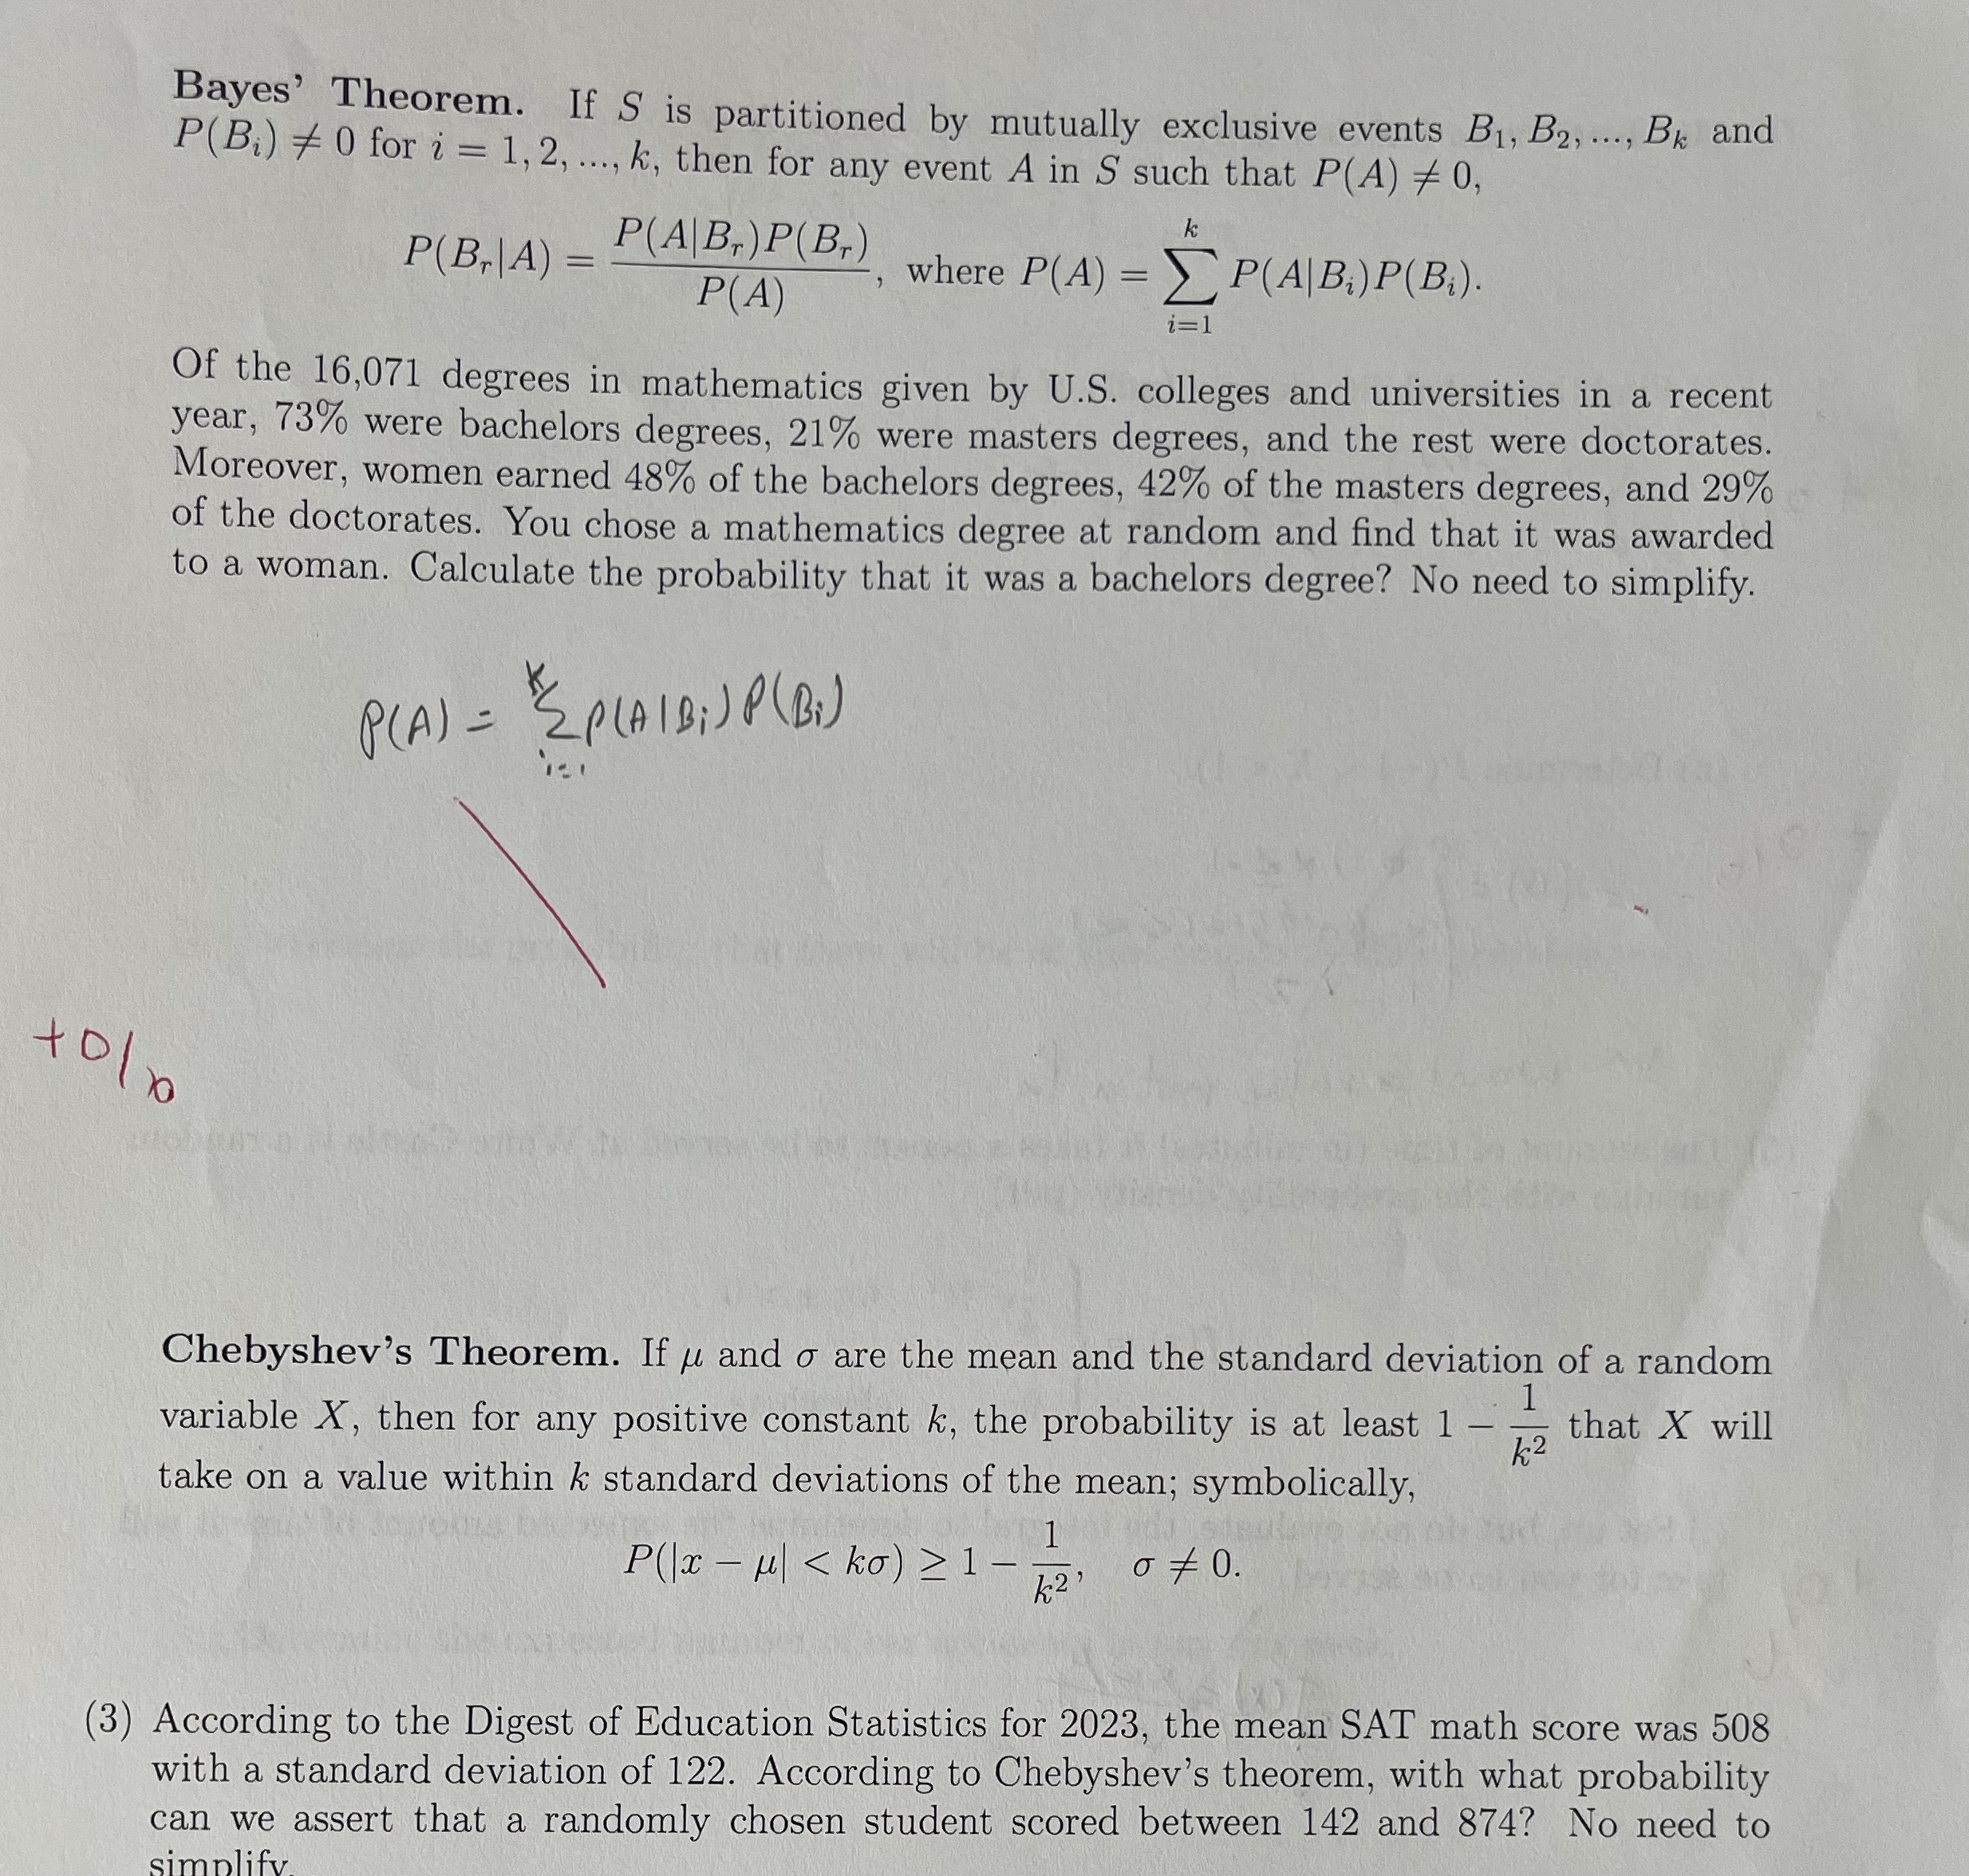 Bayes' Theorem. If S is partitioned by mutually exclusive events B₁, B₂, ..., Bₖ and
P(Bᵢ) ≠ 0 for i = 1, 2, ..., k, then for any event A in S such that P(A) ≠ 0,
P(Bᵣ|A) = P(A|Bᵣ)P(Bᵣ) / P(A), where P(A) = ∑ᵢ₌₁ᵏ P(A|Bᵢ)P(Bᵢ).
Of the 16,071 degrees in mathematics given by U.S. colleges and universities in a recent
year, 73% were bachelors degrees, 21% were masters degrees, and the rest were doctorates.
Moreover, women earned 48% of the bachelors degrees, 42% of the masters degrees, and 29%
of the doctorates. You chose a mathematics degree at random and find that it was awarded
to a woman. Calculate the probability that it was a bachelors degree? No need to simplify.
P(A) = ∑ᵢ₌₁ᵏ P(A|Bᵢ) P(Bᵢ)
Chebyshev's Theorem. If μ and σ are the mean and the standard deviation of a random
variable X, then for any positive constant k, the probability is at least 1 − 1/k² that X will
take on a value within k standard deviations of the mean; symbolically,
P(|x − μ| < kσ) ≥ 1 − 1/k², σ ≠ 0.
(3) According to the Digest of Education Statistics for 2023, the mean SAT math score was 508
with a standard deviation of 122. According to Chebyshev's theorem, with what probability
can we assert that a randomly chosen student scored between 142 and 874? No need to
simplify.